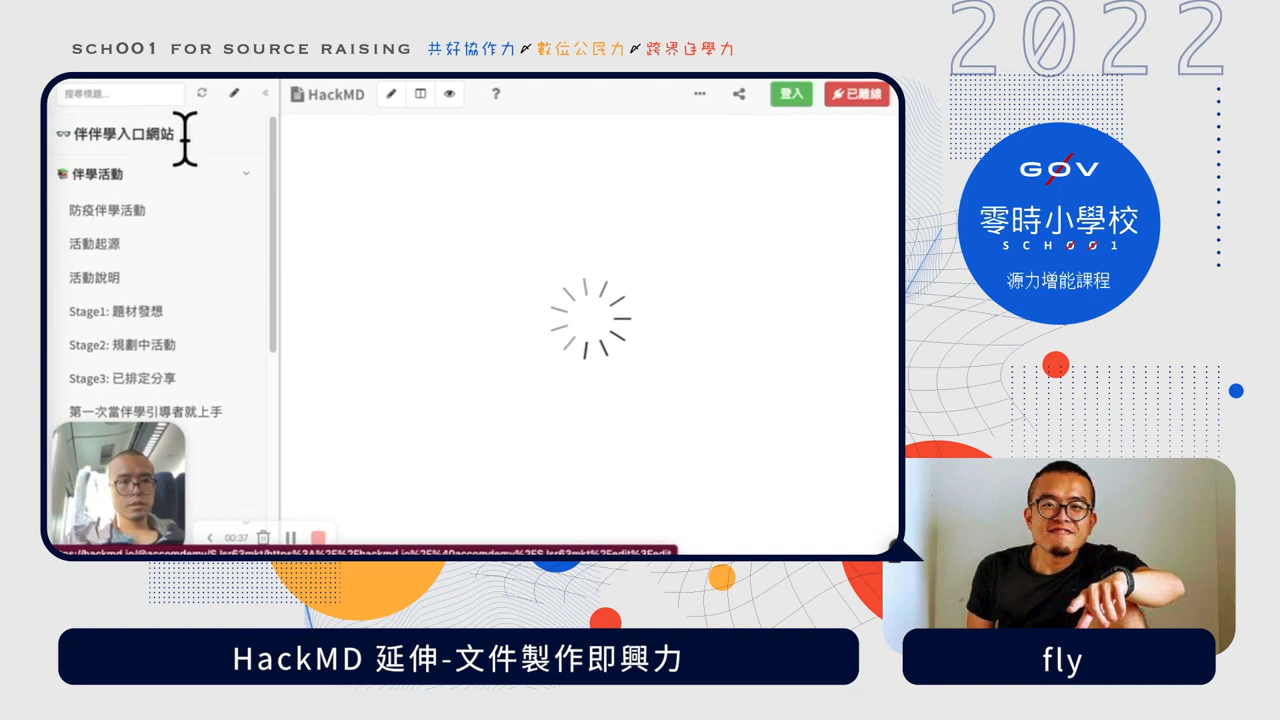 SCHOO1 FOR SOURCE RAISING 共好協作力 數位公民力 跨界自學力
2022
搜尋標題...
HackMD
?
登入
已離線
伴伴學入口網站
伴學活動
防疫伴學活動
活動起源
活動說明
Stage1: 題材發想
Stage2: 規劃中活動
Stage3: 已排定分享
第一次當伴學引導者就上手
00:37
G0V
零時小學校
SCH001
源力增能課程
HackMD 延伸-文件製作即興力
fly